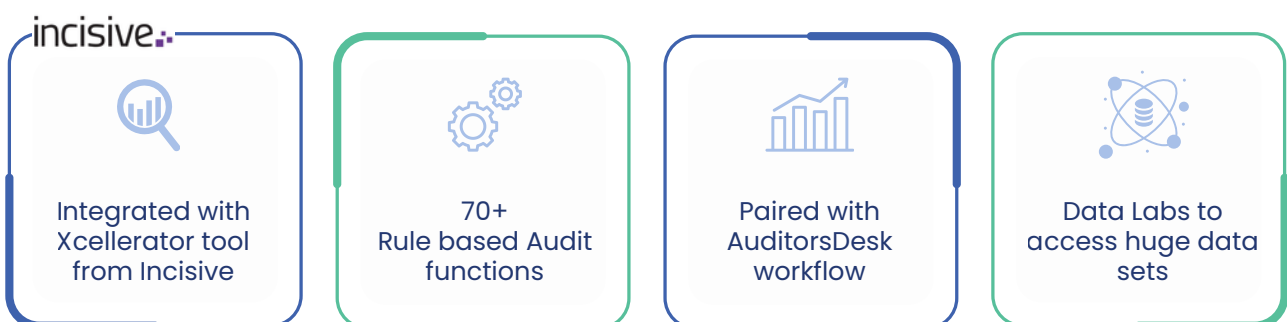 incisive
Integrated with
Xcellerator tool
from Incisive
70+
Rule based Audit
functions
Paired with
AuditorsDesk
workflow
Data Labs to
access huge data
sets